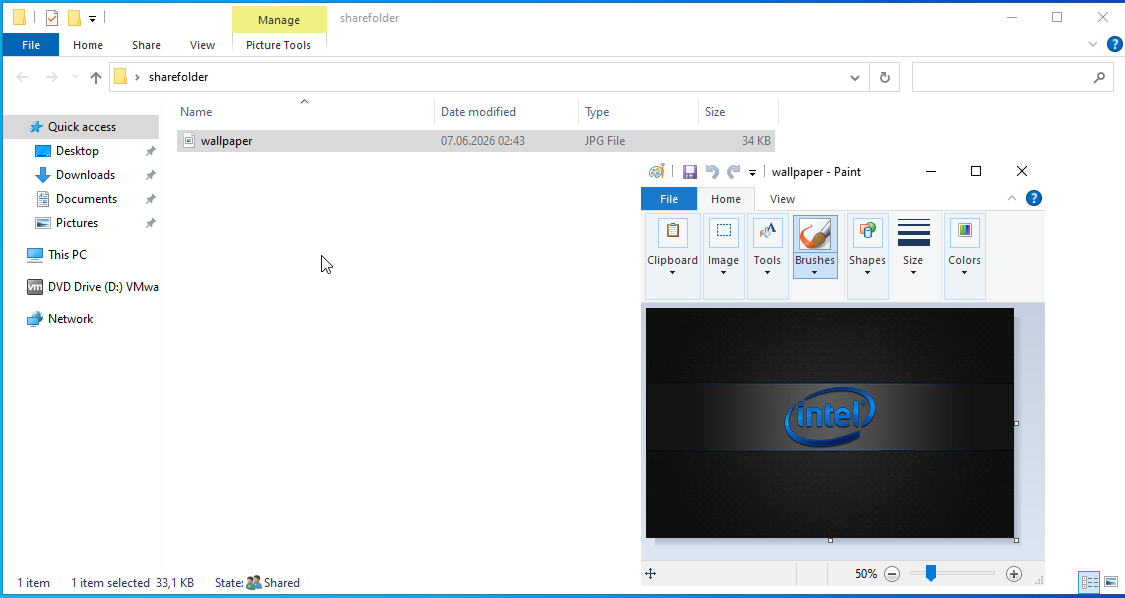 Manage
sharefolder
File
Home
Share
View
Picture Tools
?
sharefolder
Name
Date modified
Type
Size
Quick access
wallpaper
07.06.2026 02:43
JPG File
34 KB
Desktop
Downloads
Documents
Pictures
This PC
vm DVD Drive (D:) VMwa
Network
wallpaper - Paint
File
Home
View
?
Clipboard
Image
Tools
Brushes
Shapes
Size
Colors
intel
50%
1 item
1 item selected 33,1 KB
State: Shared